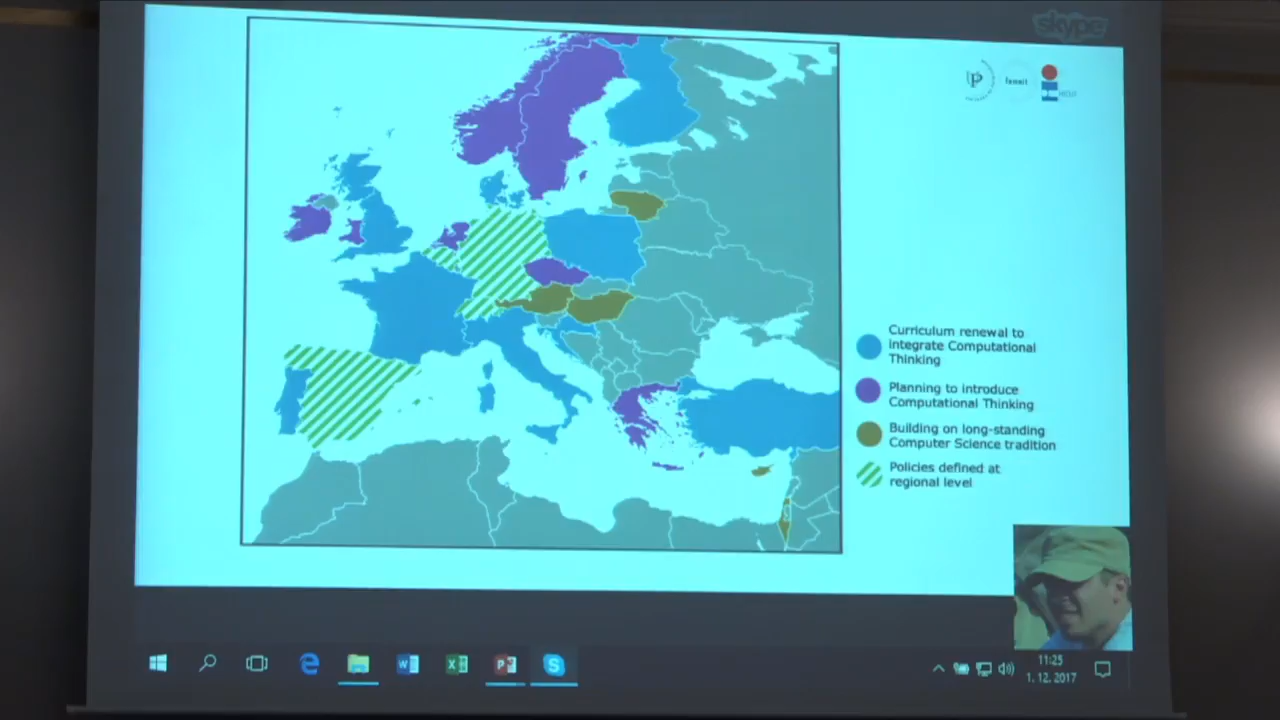 skype
Curriculum renewal to
integrate Computational
Thinking
Planning to introduce
Computational Thinking
Building on long-standing
Computer Science tradition
Policies defined at
regional level
11:25
1. 12. 2017